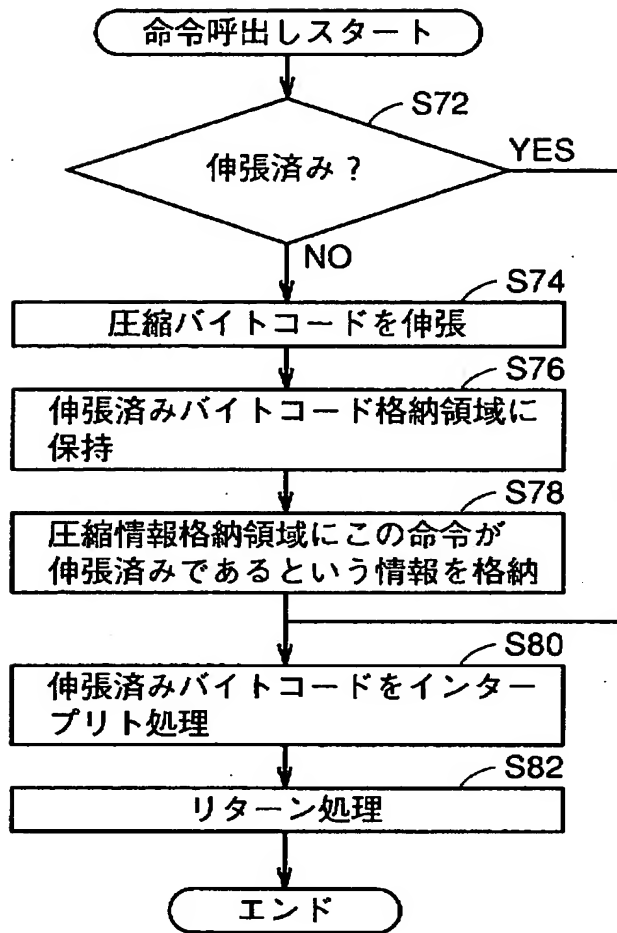 命令呼出しスタート
S72
伸張済み?
YES
NO
S74
圧縮バイトコードを伸張
S76
伸張済みバイトコード格納領域に
保持
S78
圧縮情報格納領域にこの命令が
伸張済みであるという情報を格納
S80
伸張済みバイトコードをインター
プリト処理
S82
リターン処理
エンド